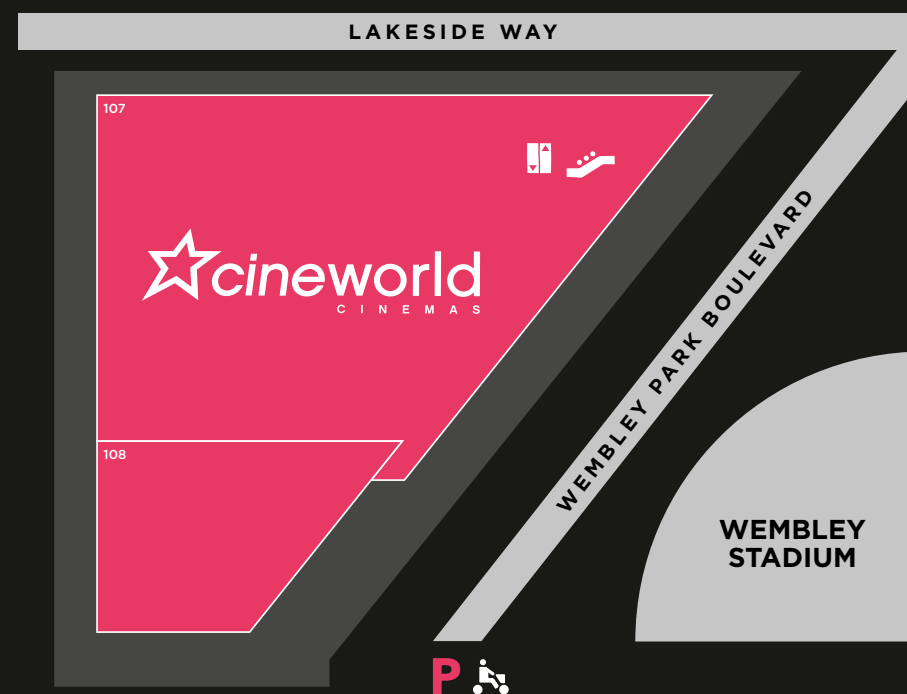 LAKESIDE WAY
107
cineworld
CINEMAS
WEMBLEY PARK BOULEVARD
108
WEMBLEY
STADIUM
P